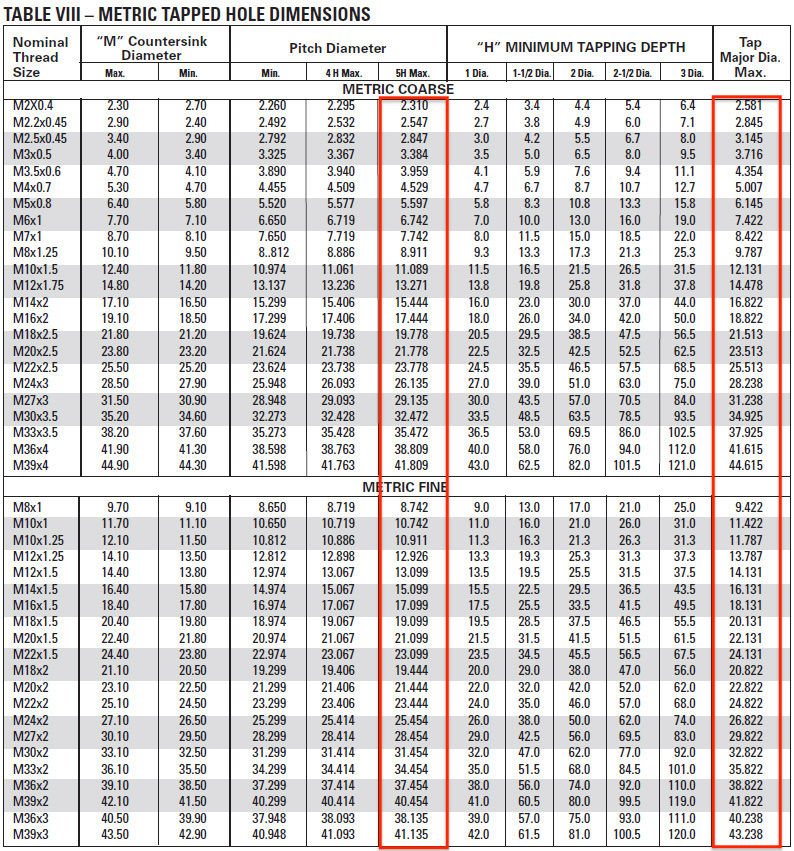 TABLE VIII – METRIC TAPPED HOLE DIMENSIONS
Nominal Thread Size “M” Countersink Diameter Pitch Diameter “H” MINIMUM TAPPING DEPTH Tap Major Dia. Max.
Max. Min. Min. 4 H Max. 5H Max. 1 Dia. 1-1/2 Dia. 2 Dia. 2-1/2 Dia. 3 Dia.
METRIC COARSE
M2X0.4 2.30 2.70 2.260 2.295 2.310 2.4 3.4 4.4 5.4 6.4 2.581
M2.2x0.45 2.90 2.40 2.492 2.532 2.547 2.7 3.8 4.9 6.0 7.1 2.845
M2.5x0.45 3.40 2.90 2.792 2.832 2.847 3.0 4.2 5.5 6.7 8.0 3.145
M3x0.5 4.00 3.40 3.325 3.367 3.384 3.5 5.0 6.5 8.0 9.5 3.716
M3.5x0.6 4.70 4.10 3.890 3.940 3.959 4.1 5.9 7.6 9.4 11.1 4.354
M4x0.7 5.30 4.70 4.455 4.509 4.529 4.7 6.7 8.7 10.7 12.7 5.007
M5x0.8 6.40 5.80 5.520 5.577 5.597 5.8 8.3 10.8 13.3 15.8 6.145
M6x1 7.70 7.10 6.650 6.719 6.742 7.0 10.0 13.0 16.0 19.0 7.422
M7x1 8.70 8.10 7.650 7.719 7.742 8.0 11.5 15.0 18.5 22.0 8.422
M8x1.25 10.10 9.50 8..812 8.886 8.911 9.3 13.3 17.3 21.3 25.3 9.787
M10x1.5 12.40 11.80 10.974 11.061 11.089 11.5 16.5 21.5 26.5 31.5 12.131
M12x1.75 14.80 14.20 13.137 13.236 13.271 13.8 19.8 25.8 31.8 37.8 14.478
M14x2 17.10 16.50 15.299 15.406 15.444 16.0 23.0 30.0 37.0 44.0 16.822
M16x2 19.10 18.50 17.299 17.406 17.444 18.0 26.0 34.0 42.0 50.0 18.822
M18x2.5 21.80 21.20 19.624 19.738 19.778 20.5 29.5 38.5 47.5 56.5 21.513
M20x2.5 23.80 23.20 21.624 21.738 21.778 22.5 32.5 42.5 52.5 62.5 23.513
M22x2.5 25.50 25.20 23.624 23.738 23.778 24.5 35.5 46.5 57.5 68.5 25.513
M24x3 28.50 27.90 25.948 26.093 26.135 27.0 39.0 51.0 63.0 75.0 28.238
M27x3 31.50 30.90 28.948 29.093 29.135 30.0 43.5 57.0 70.5 84.0 31.238
M30x3.5 35.20 34.60 32.273 32.428 32.472 33.5 48.5 63.5 78.5 93.5 34.925
M33x3.5 38.20 37.60 35.273 35.428 35.472 36.5 53.0 69.5 86.0 102.5 37.925
M36x4 41.90 41.30 38.598 38.763 38.809 40.0 58.0 76.0 94.0 112.0 41.615
M39x4 44.90 44.30 41.598 41.763 41.809 43.0 62.5 82.0 101.5 121.0 44.615
METRIC FINE
M8x1 9.70 9.10 8.650 8.719 8.742 9.0 13.0 17.0 21.0 25.0 9.422
M10x1 11.70 11.10 10.650 10.719 10.742 11.0 16.0 21.0 26.0 31.0 11.422
M10x1.25 12.10 11.50 10.812 10.886 10.911 11.3 16.3 21.3 26.3 31.3 11.787
M12x1.25 14.10 13.50 12.812 12.898 12.926 13.3 19.3 25.3 31.3 37.3 13.787
M12x1.5 14.40 13.80 12.974 13.067 13.099 13.5 19.5 25.5 31.5 37.5 14.131
M14x1.5 16.40 15.80 14.974 15.067 15.099 15.5 22.5 29.5 36.5 43.5 16.131
M16x1.5 18.40 17.80 16.974 17.067 17.099 17.5 25.5 33.5 41.5 49.5 18.131
M18x1.5 20.40 19.80 18.974 19.067 19.099 19.5 28.5 37.5 46.5 55.5 20.131
M20x1.5 22.40 21.80 20.974 21.067 21.099 21.5 31.5 41.5 51.5 61.5 22.131
M22x1.5 24.40 23.80 22.974 23.067 23.099 23.5 34.5 45.5 56.5 67.5 24.131
M18x2 21.10 20.50 19.299 19.406 19.444 20.0 29.0 38.0 47.0 56.0 20.822
M20x2 23.10 22.50 21.299 21.406 21.444 22.0 32.0 42.0 52.0 62.0 22.822
M22x2 25.10 24.50 23.299 23.406 23.444 24.0 35.0 46.0 57.0 68.0 24.822
M24x2 27.10 26.50 25.299 25.414 25.454 26.0 38.0 50.0 62.0 74.0 26.822
M27x2 30.10 29.50 28.299 28.414 28.454 29.0 42.5 56.0 69.5 83.0 29.822
M30x2 33.10 32.50 31.299 31.414 31.454 32.0 47.0 62.0 77.0 92.0 32.822
M33x2 36.10 35.50 34.299 34.414 34.454 35.0 51.5 68.0 84.5 101.0 35.822
M36x2 39.10 38.50 37.299 37.414 37.454 38.0 56.0 74.0 92.0 110.0 38.822
M39x2 42.10 41.50 40.299 40.414 40.454 41.0 60.5 80.0 99.5 119.0 41.822
M36x3 40.50 39.90 37.948 38.093 38.135 39.0 57.0 75.0 93.0 111.0 40.238
M39x3 43.50 42.90 40.948 41.093 41.135 42.0 61.5 81.0 100.5 120.0 43.238